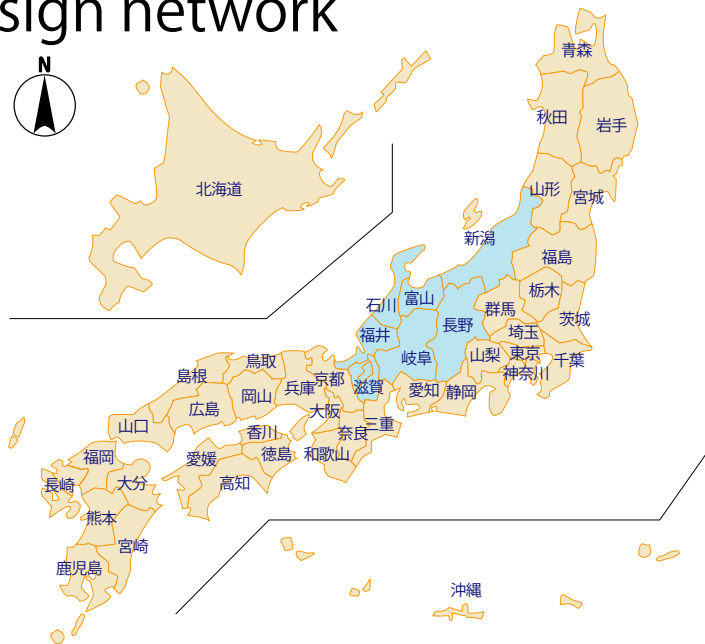 sign network
N
青森
秋田
岩手
北海道
山形
宮城
新潟
福島
栃木
石川
富山
群馬
茨城
長野
福井
埼玉
岐阜
山梨
東京
千葉
神奈川
鳥取
島根
京都
兵庫
滋賀
愛知
静岡
岡山
広島
大阪
三重
山口
香川
奈良
徳島
和歌山
福岡
愛媛
長崎
大分
高知
熊本
宮崎
鹿児島
沖縄